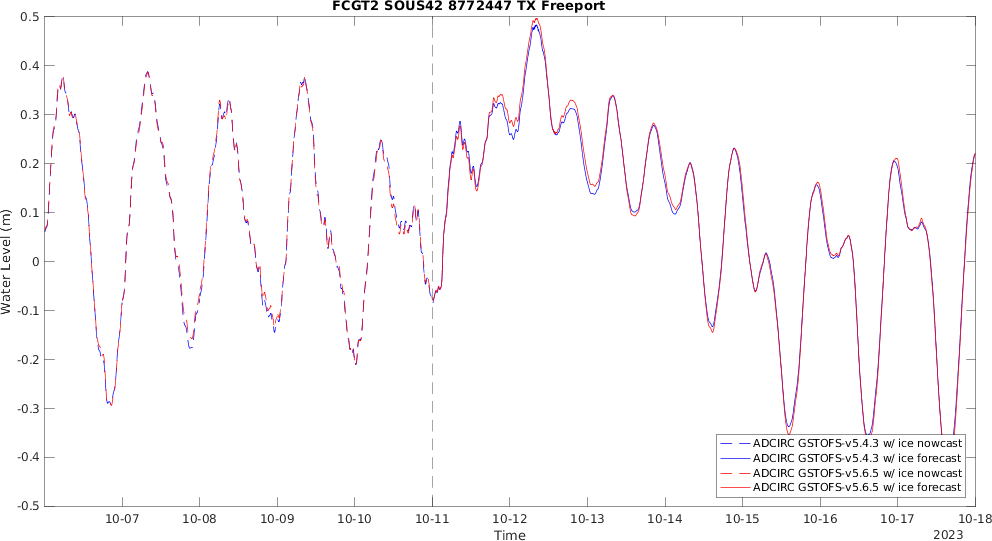 FCGT2 SOUS42 8772447 TX Freeport
0.5
0.4
0.3
0.2
0.1
0
-0.1
-0.2
-0.3
-0.4
-0.5
Water Level (m)
ADCIRC GSTOFS-v5.4.3 w/ ice nowcast
ADCIRC GSTOFS-v5.4.3 w/ ice forecast
ADCIRC GSTOFS-v5.6.5 w/ ice nowcast
ADCIRC GSTOFS-v5.6.5 w/ ice forecast
10-07 10-08 10-09 10-10 10-11 10-12 10-13 10-14 10-15 10-16 10-17 10-18
Time
2023